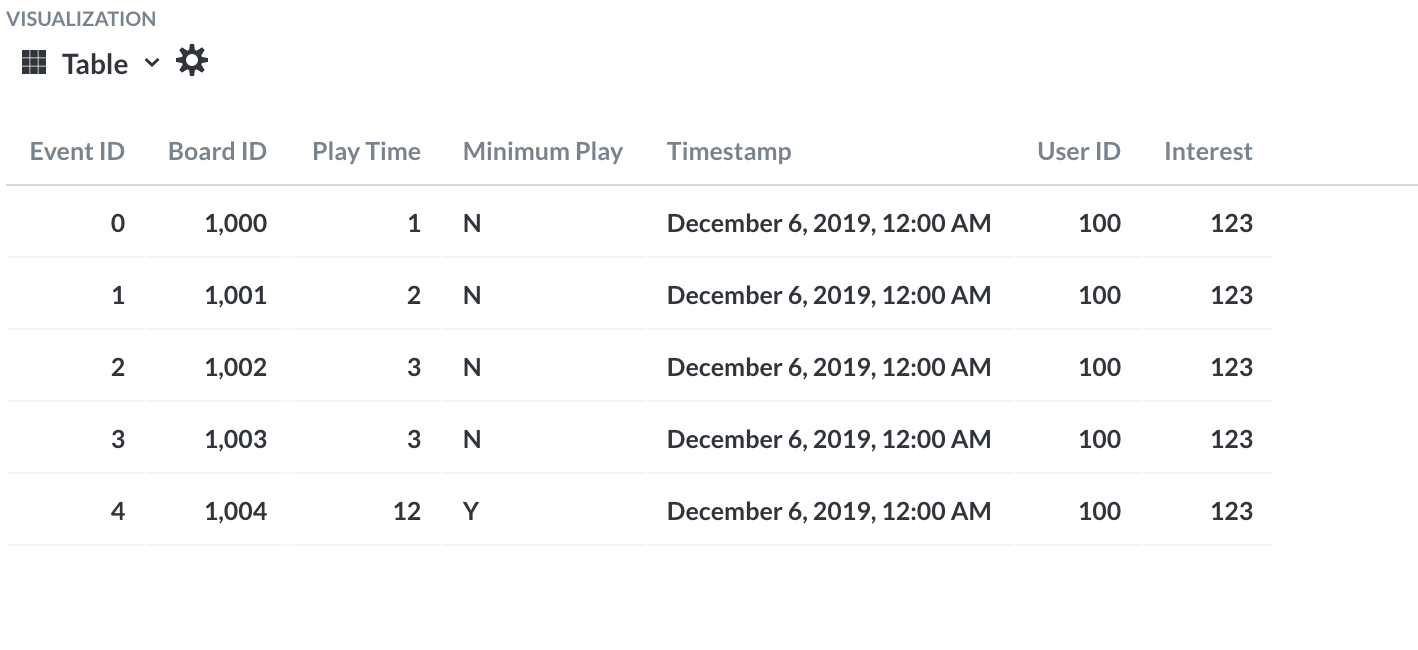 VISUALIZATION
Table
Event ID Board ID Play Time Minimum Play Timestamp User ID Interest
0 1,000 1 N December 6, 2019, 12:00 AM 100 123
1 1,001 2 N December 6, 2019, 12:00 AM 100 123
2 1,002 3 N December 6, 2019, 12:00 AM 100 123
3 1,003 3 N December 6, 2019, 12:00 AM 100 123
4 1,004 12 Y December 6, 2019, 12:00 AM 100 123